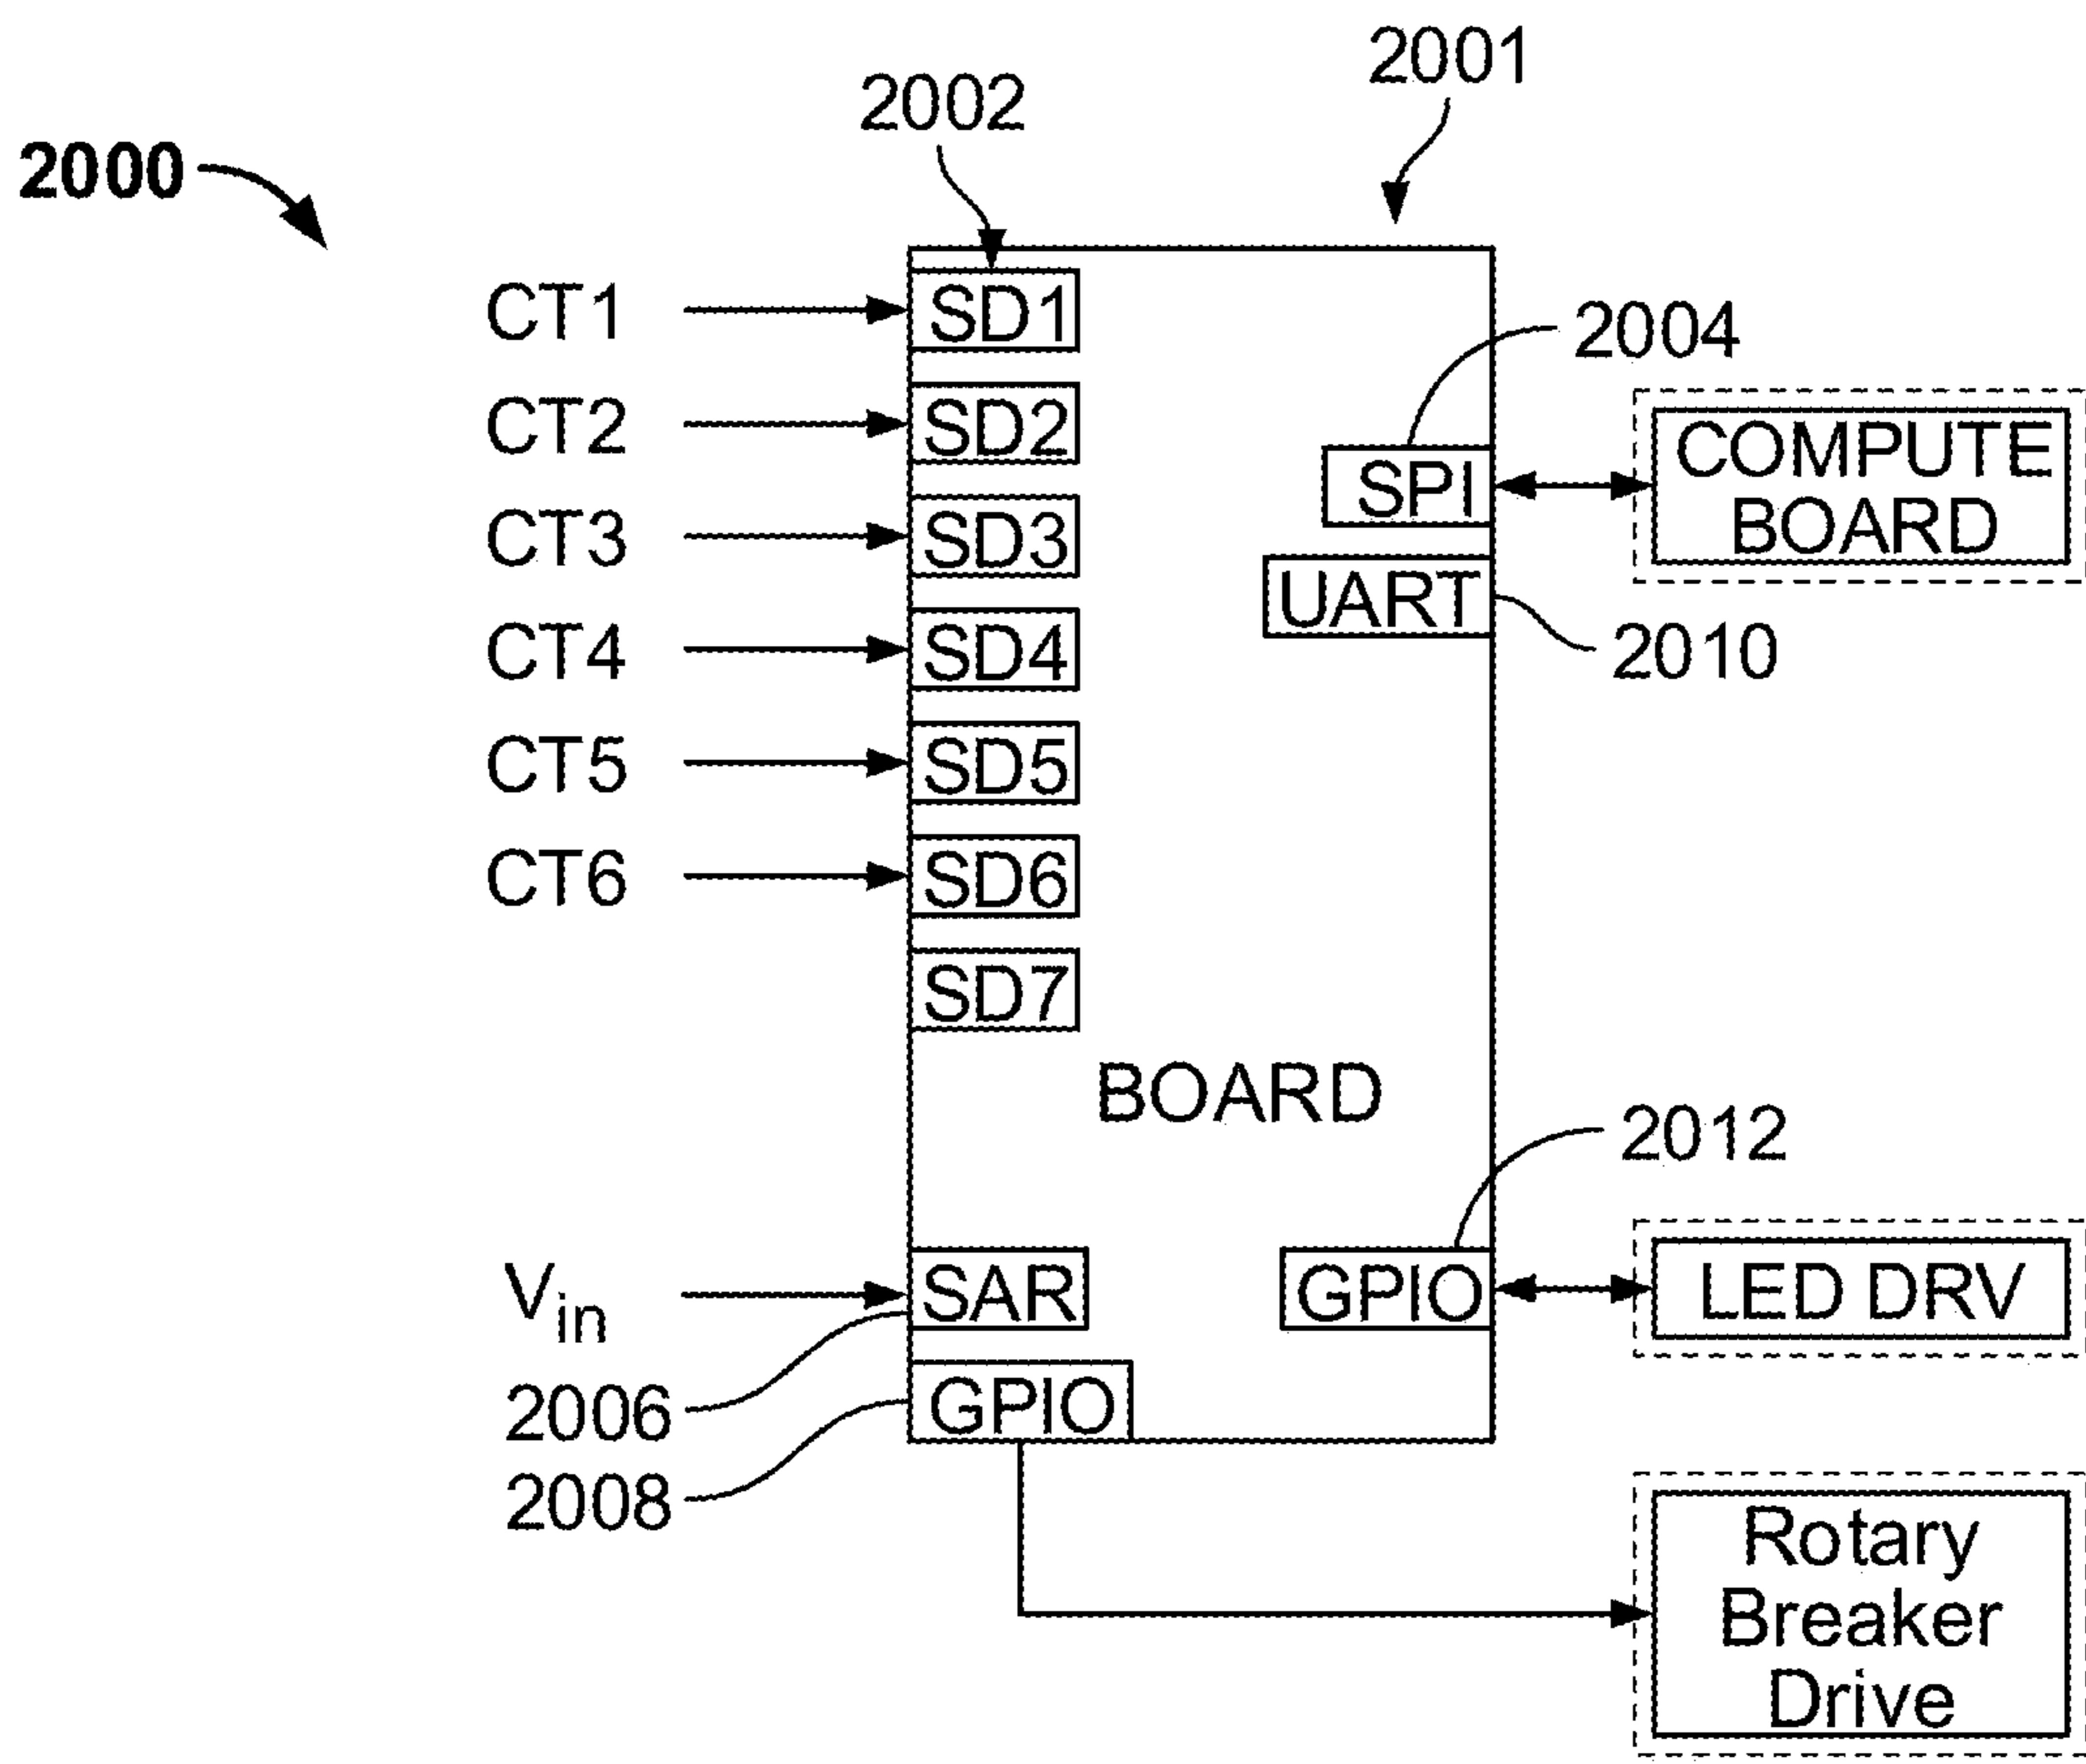 2001
2002
2000
CT1
SD1
2004
CT2
SD2
COMPUTE
BOARD
SPI
CT3
SD3
UART
2010
CT4
SD4
CT5
SD5
CT6
SD6
SD7
BOARD
2012
Vin
SAR
GPIO
LED DRV
2006
GPIO
2008
Rotary
Breaker
Drive